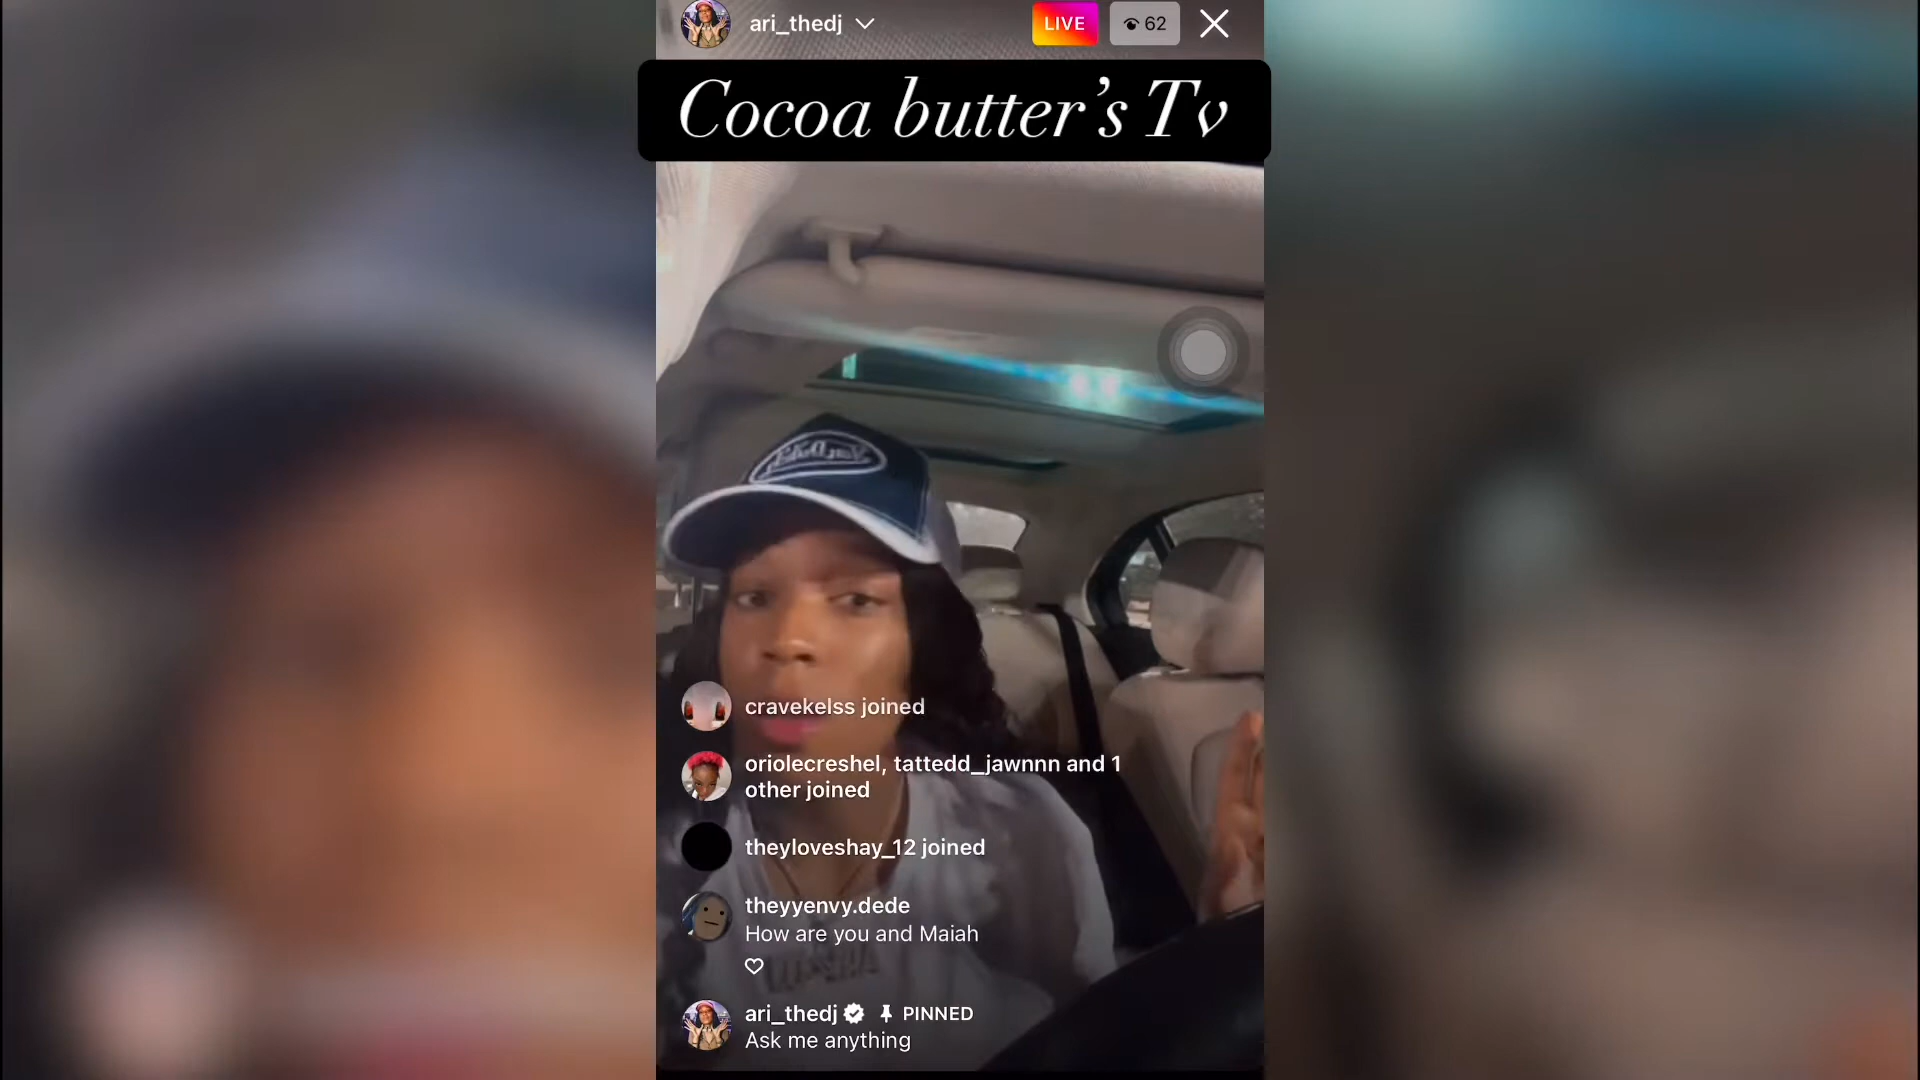 ari_thedj
LIVE
62
Cocoa butter's Tv
cravekelss joined
oriolecreshel, tattedd_jawnnn and 1
other joined
theyloveshay_12 joined
theyyenvy.dede
How are you and Maiah
ari_thedj PINNED
Ask me anything